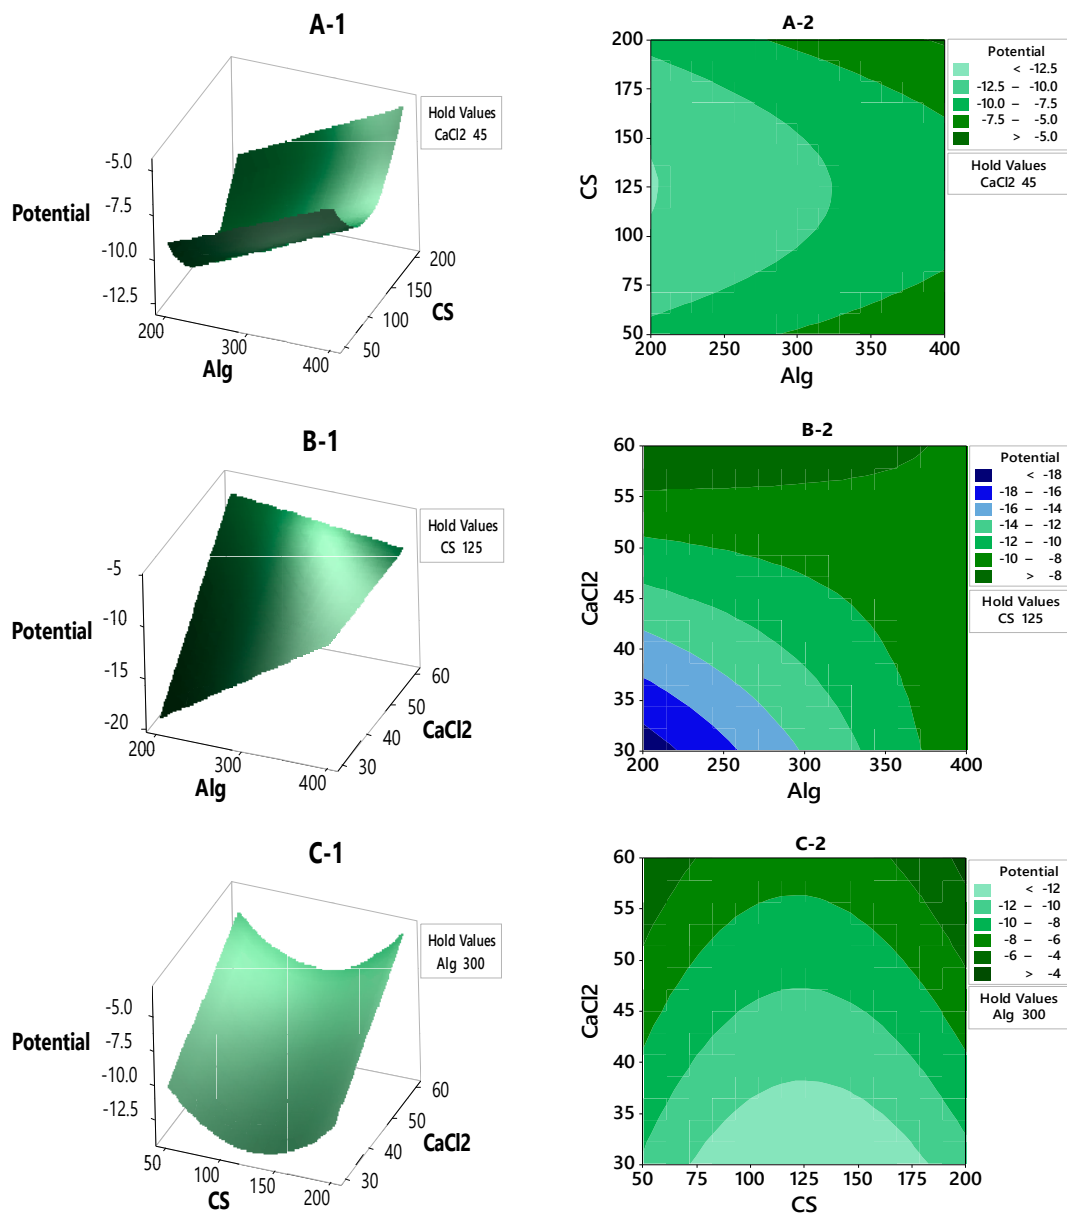 A-1
Hold Values
CaCl2 45
-5.0
-7.5
-10.0
-12.5
Potential
200
300
400
Alg
50
100
150
200
CS
A-2
200
175
150
125
100
75
50
CS
200 250 300 350 400
Alg
Potential
< -12.5
-12.5 – -10.0
-10.0 – -7.5
-7.5 – -5.0
> -5.0
Hold Values
CaCl2 45
B-1
Hold Values
CS 125
-5
-10
-15
-20
Potential
200
300
400
Alg
30
40
50
60
CaCl2
B-2
60
55
50
45
40
35
30
CaCl2
200 250 300 350 400
Alg
Potential
< -18
-18 – -16
-16 – -14
-14 – -12
-12 – -10
-10 – -8
> -8
Hold Values
CS 125
C-1
Hold Values
Alg 300
-5.0
-7.5
-10.0
-12.5
Potential
50
100
150
200
CS
30
40
50
60
CaCl2
C-2
60
55
50
45
40
35
30
CaCl2
50 75 100 125 150 175 200
CS
Potential
< -12
-12 – -10
-10 – -8
-8 – -6
-6 – -4
> -4
Hold Values
Alg 300